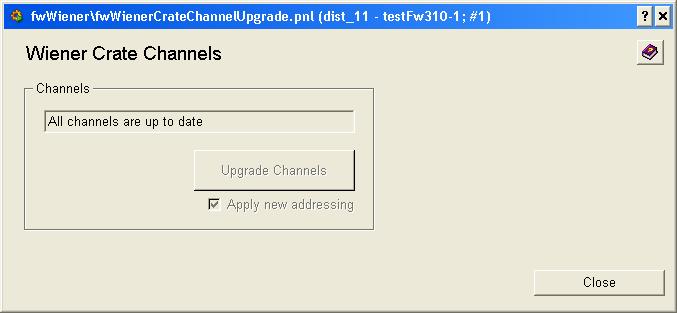 fwWiener\fwWienerCrateChannelUpgrade.pnl (dist_11 - testFw310-1; #1)
Wiener Crate Channels
Channels
All channels are up to date
Upgrade Channels
Apply new addressing
Close